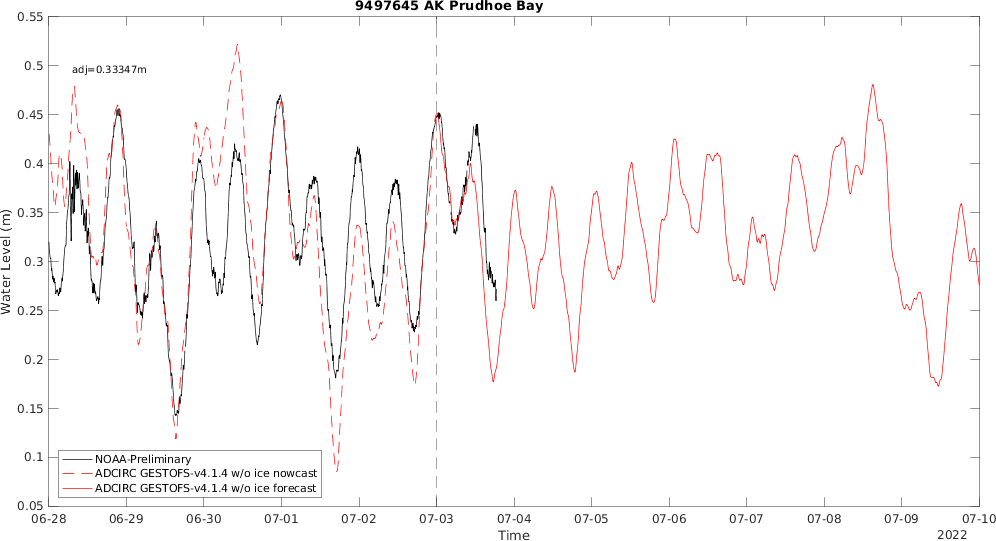 9497645 AK Prudhoe Bay
0.55
0.5
0.45
0.4
0.35
0.3
0.25
0.2
0.15
0.1
0.05
Water Level (m)
adj=0.33347m
NOAA-Preliminary
ADCIRC GESTOFS-v4.1.4 w/o ice nowcast
ADCIRC GESTOFS-v4.1.4 w/o ice forecast
06-28 06-29 06-30 07-01 07-02 07-03 07-04 07-05 07-06 07-07 07-08 07-09 07-10
Time
2022